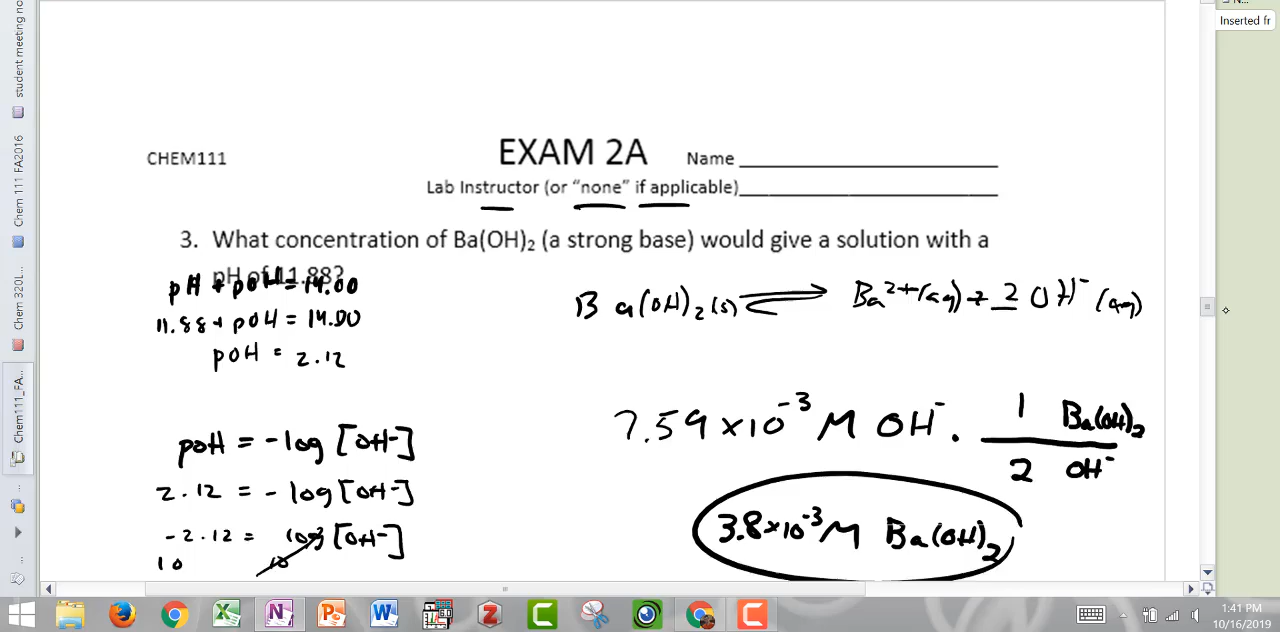 Inserted fr
student meeting no
Chem 111 FA2016
Chem 320L...
Chem111_FA...
CHEM111
EXAM 2A
Name
Lab Instructor (or “none” if applicable)
3. What concentration of Ba(OH)₂ (a strong base) would give a solution with a
pH of 11.88?
pH + pOH = 14.00
11.88 + pOH = 14.00
pOH = 2.12
Ba(OH)₂(s) ⇌ Ba²⁺(aq) + 2 OH⁻(aq)
pOH = -log[OH⁻]
2.12 = -log[OH⁻]
-2.12 = log[OH⁻]
10 10
7.59 x 10⁻³ M OH⁻ · 1 Ba(OH)₂
2 OH⁻
3.8 x 10⁻³ M Ba(OH)₂
1:41 PM
10/16/2019